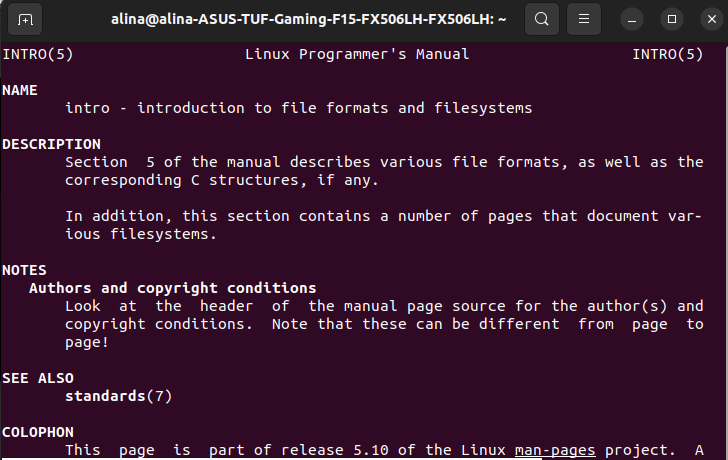 alina@alina-ASUS-TUF-Gaming-F15-FX506LH-FX506LH: ~
INTRO(5) Linux Programmer's Manual INTRO(5)
NAME
intro - introduction to file formats and filesystems
DESCRIPTION
Section 5 of the manual describes various file formats, as well as the
corresponding C structures, if any.
In addition, this section contains a number of pages that document var-
ious filesystems.
NOTES
Authors and copyright conditions
Look at the header of the manual page source for the author(s) and
copyright conditions. Note that these can be different from page to
page!
SEE ALSO
standards(7)
COLOPHON
This page is part of release 5.10 of the Linux man-pages project. A